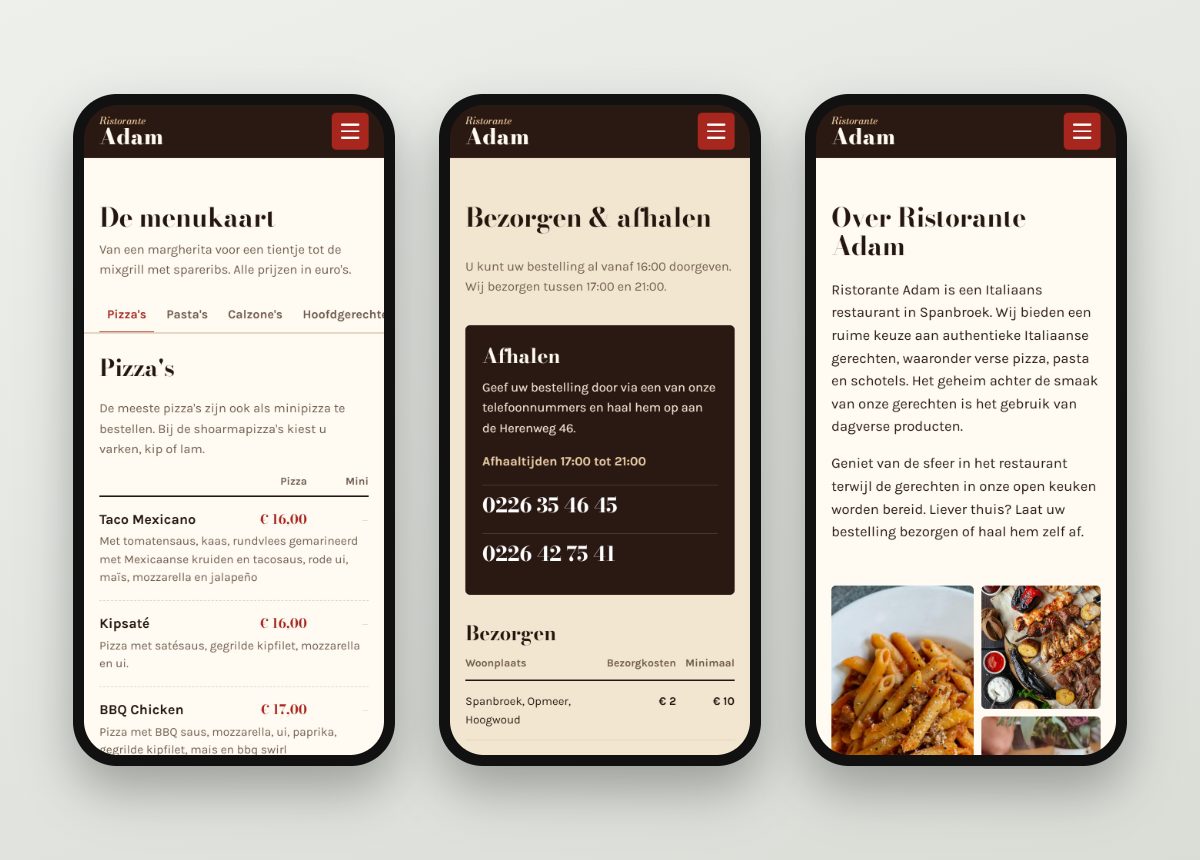 Ristorante
Adam
De menukaart
Van een margherita voor een tientje tot de
mixgrill met spareribs. Alle prijzen in euro's.
Pizza's Pasta's Calzone's Hoofdgerechte
Pizza's
De meeste pizza's zijn ook als minipizza te
bestellen. Bij de shoarmapizza's kiest u
varken, kip of lam.
Pizza Mini
Taco Mexicano € 16.00 –
Met tomatensaus, kaas, rundvlees gemarineerd
met Mexicaanse kruiden en tacosaus, rode ui,
maïs, mozzarella en jalapeño
Kipsaté € 16.00 –
Pizza met satésaus, gegrilde kipfilet, mozzarella
en ui.
BBQ Chicken € 17.00 –
Pizza met BBQ saus, mozzarella, ui, paprika,
gegrilde kipfilet, mais en bbq swirl
Ristorante
Adam
Bezorgen & afhalen
U kunt uw bestelling al vanaf 16:00 doorgeven.
Wij bezorgen tussen 17:00 en 21:00.
Afhalen
Geef uw bestelling door via een van onze
telefoonnummers en haal hem op aan
de Herenweg 46.
Afhaaltijden 17:00 tot 21:00
0226 35 46 45
0226 42 75 41
Bezorgen
Woonplaats Bezorgkosten Minimaal
Spanbroek, Opmeer, € 2 € 10
Hoogwoud
Ristorante
Adam
Over Ristorante
Adam
Ristorante Adam is een Italiaans
restaurant in Spanbroek. Wij bieden een
ruime keuze aan authentieke Italiaanse
gerechten, waaronder verse pizza, pasta
en schotels. Het geheim achter de smaak
van onze gerechten is het gebruik van
dagverse producten.
Geniet van de sfeer in het restaurant
terwijl de gerechten in onze open keuken
worden bereid. Liever thuis? Laat uw
bestelling bezorgen of haal hem zelf af.